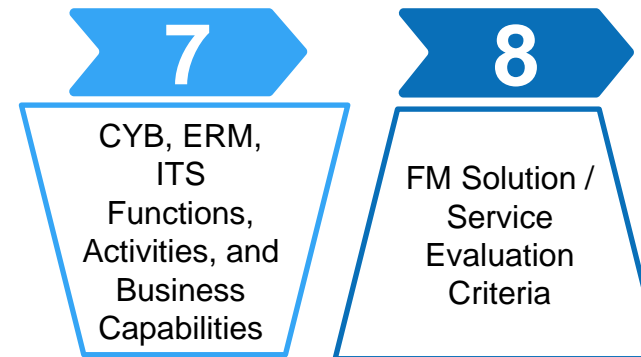 7
CYB, ERM,
ITS
Functions,
Activities, and
Business
Capabilities
8
FM Solution /
Service
Evaluation
Criteria